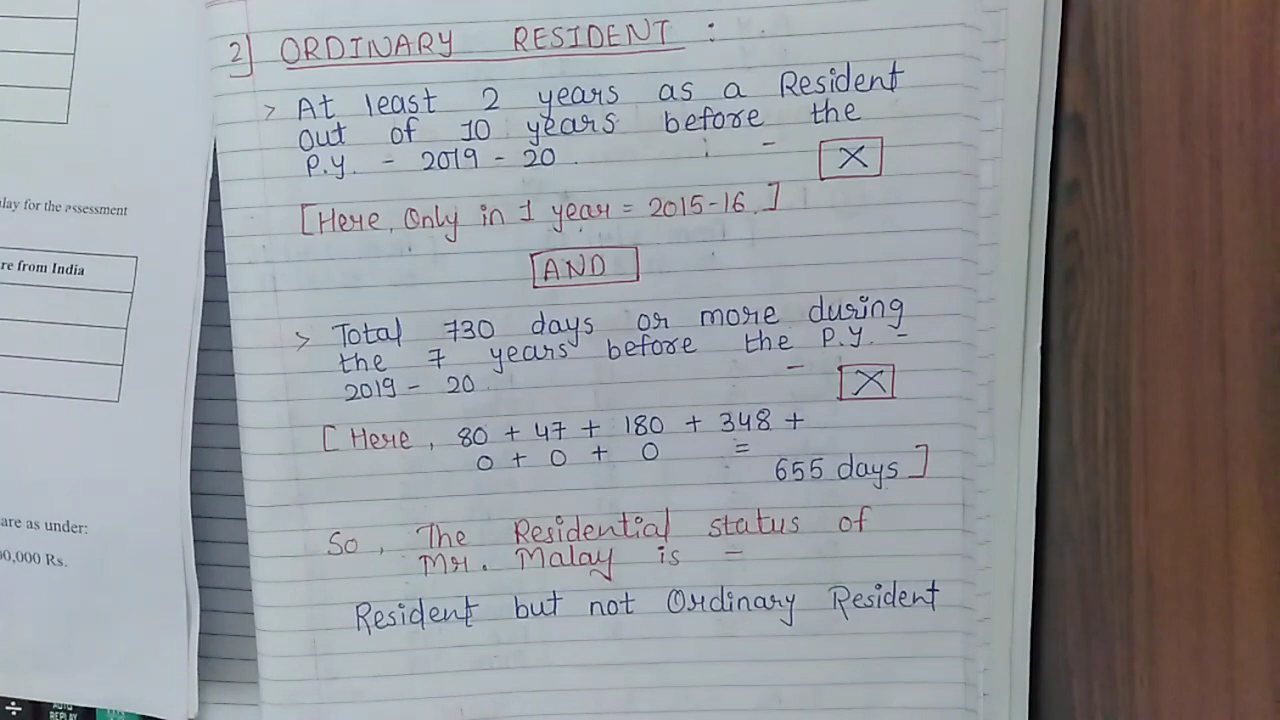 2] ORDINARY RESIDENT :
> At least 2 years as a Resident
out of 10 years before the
P.y. - 2019 - 20 -
X
[Here, Only in 1 year = 2015-16.]
AND
> Total 730 days or more during
the 7 years before the P.y. -
2019 - 20 -
X
[Here, 80 + 47 + 180 + 348 +
0 + 0 + 0 =
655 days]
So, The Residential status of
Mr. Malay is -
Resident but not Ordinary Resident
lay for the assessment
re from India
are as under:
00,000 Rs.
÷
REPLAY